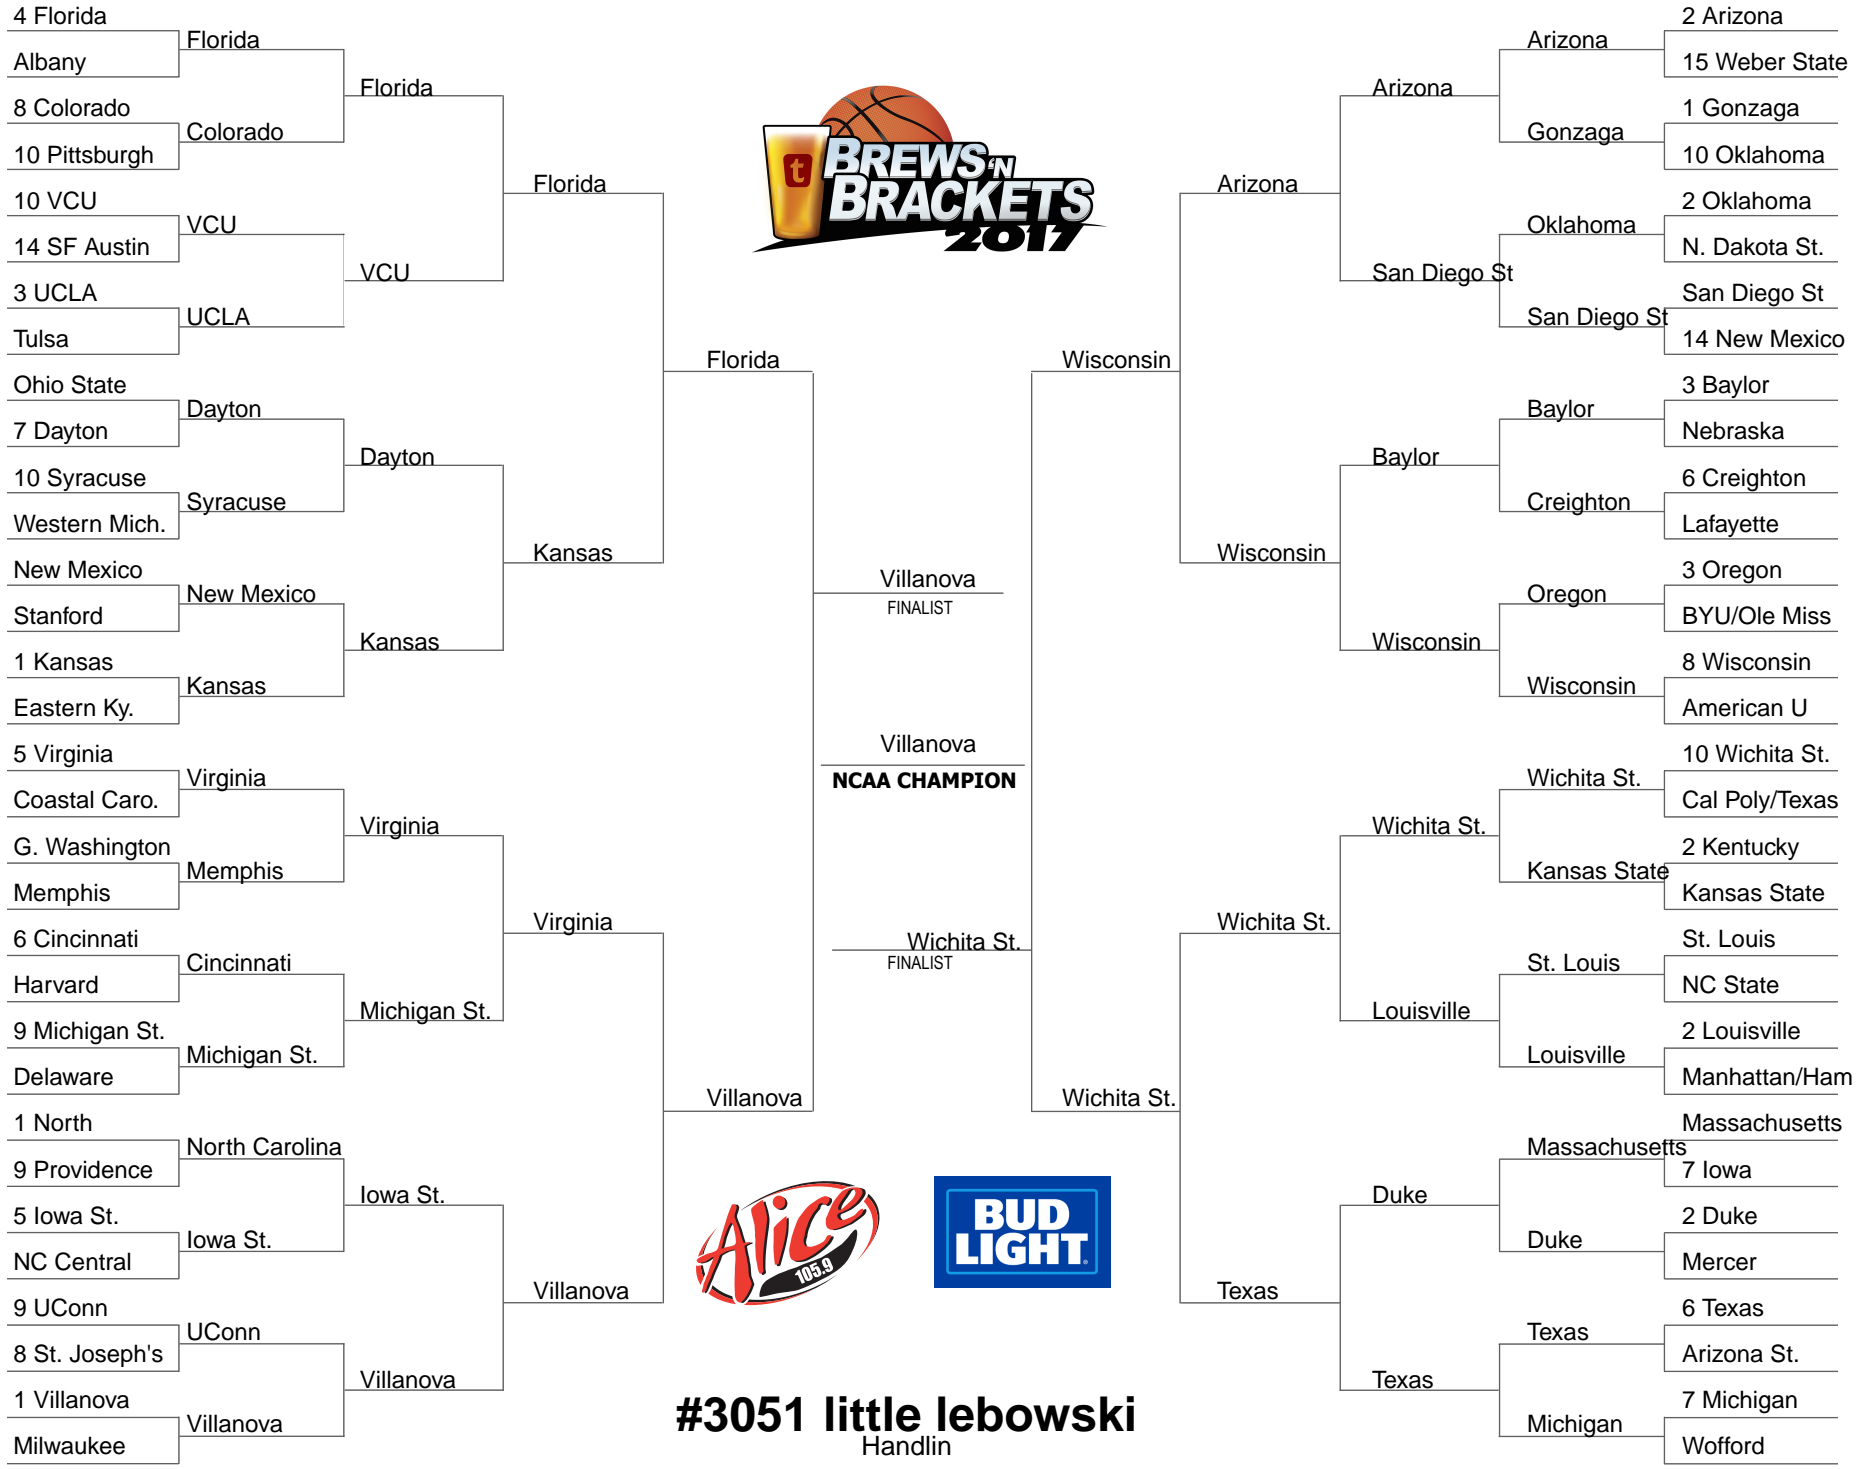 4 Florida
Albany
8 Colorado
10 Pittsburgh
10 VCU
14 SF Austin
3 UCLA
Tulsa
Ohio State
7 Dayton
10 Syracuse
Western Mich.
New Mexico
Stanford
1 Kansas
Eastern Ky.
5 Virginia
Coastal Caro.
G. Washington
Memphis
6 Cincinnati
Harvard
9 Michigan St.
Delaware
1 North
9 Providence
5 Iowa St.
NC Central
9 UConn
8 St. Joseph's
1 Villanova
Milwaukee
Florida
Colorado
VCU
UCLA
Dayton
Syracuse
New Mexico
Kansas
Virginia
Memphis
Cincinnati
Michigan St.
North Carolina
Iowa St.
UConn
Villanova
Florida
VCU
Dayton
Kansas
Virginia
Michigan St.
Iowa St.
Villanova
Florida
Kansas
Virginia
Villanova
Florida
Villanova
t
BREWS 'N
BRACKETS
2017
Villanova
FINALIST
Villanova
NCAA CHAMPION
Wichita St.
FINALIST
Alice
105.9
BUD
LIGHT
#3051 little lebowski
Handlin
Wisconsin
Wichita St.
Arizona
Wisconsin
Wichita St.
Texas
Arizona
San Diego St
Baylor
Wisconsin
Wichita St.
Louisville
Duke
Texas
Arizona
Gonzaga
Oklahoma
San Diego St
Baylor
Creighton
Oregon
Wisconsin
Wichita St.
Kansas State
St. Louis
Louisville
Massachusetts
Duke
Texas
Michigan
2 Arizona
15 Weber State
1 Gonzaga
10 Oklahoma
2 Oklahoma
N. Dakota St.
San Diego St
14 New Mexico
3 Baylor
Nebraska
6 Creighton
Lafayette
3 Oregon
BYU/Ole Miss
8 Wisconsin
American U
10 Wichita St.
Cal Poly/Texas
2 Kentucky
Kansas State
St. Louis
NC State
2 Louisville
Manhattan/Ham
Massachusetts
7 Iowa
2 Duke
Mercer
6 Texas
Arizona St.
7 Michigan
Wofford